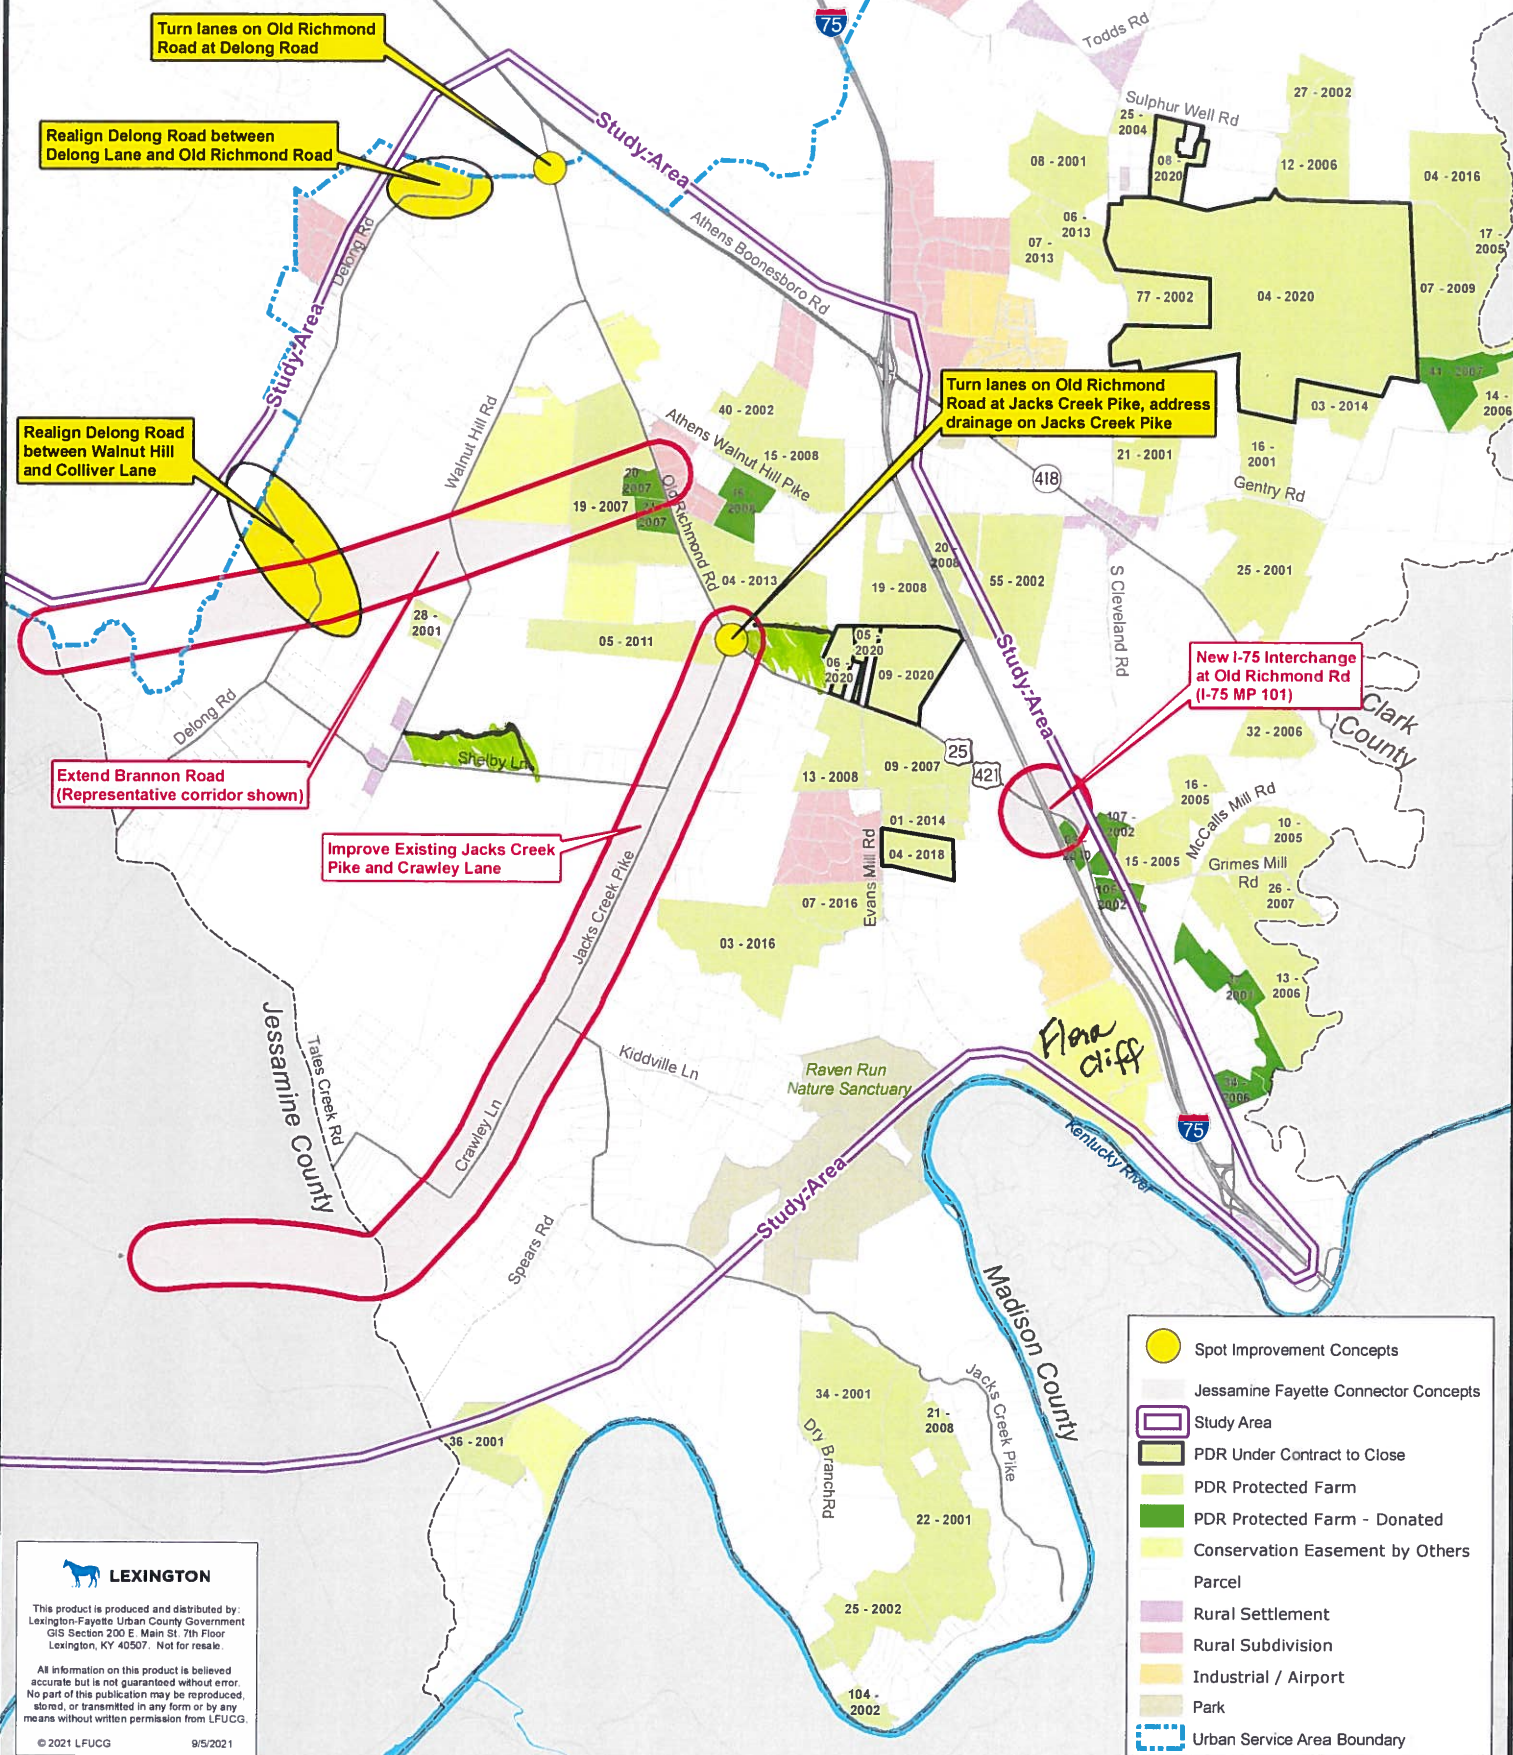 Turn lanes on Old Richmond
Road at Delong Road
75
Todds Rd
Realign Delong Road between
Delong Lane and Old Richmond Road
Study-Area
Sulphur Well Rd
27 - 2002
25 -
2004
08 - 2001
08 -
2020
12 - 2006
04 - 2016
06 -
2013
07 -
2013
17 -
2005
Delong Rd
Athens Boonesboro Rd
77 - 2002
04 - 2020
07 - 2009
Study-Area
41 - 2007
14 -
2006
03 - 2014
Turn lanes on Old Richmond
Road at Jacks Creek Pike, address
drainage on Jacks Creek Pike
Realign Delong Road
between Walnut Hill
and Colliver Lane
Walnut Hill Rd
40 - 2002
Athens Walnut Hill Pike
15 - 2008
21 - 2001
16 -
2001
418
Gentry Rd
20 -
2007
19 - 2007
2007
2008
Old Richmond Rd
20 -
2008
04 - 2013
19 - 2008
55 - 2002
25 - 2001
S Cleveland Rd
28 -
2001
05 - 2011
05 -
2020
06 -
2020
09 - 2020
Study-Area
New I-75 Interchange
at Old Richmond Rd
(I-75 MP 101)
Clark
County
Delong Rd
Shelby Ln
25
421
32 - 2006
Extend Brannon Road
(Representative corridor shown)
13 - 2008
09 - 2007
16 -
2005
McCalls Mill Rd
01 - 2014
107 -
2002
10 -
2005
Improve Existing Jacks Creek
Pike and Crawley Lane
Evans Mill Rd
04 - 2018
2010
15 - 2005
Grimes Mill
Rd
26 -
2007
105 -
2002
07 - 2016
Jacks Creek Pike
03 - 2016
13 -
2006
2001
Flora
Cliff
Jessamine County
Tates Creek Rd
Kiddville Ln
Raven Run
Nature Sanctuary
34 -
2006
75
Kentucky River
Crawley Ln
Study-Area
Spears Rd
Madison County
34 - 2001
Jacks Creek Pike
21 -
2008
36 - 2001
Dry Branch Rd
22 - 2001
25 - 2002
104 -
2002
LEXINGTON
This product is produced and distributed by:
Lexington-Fayette Urban County Government
GIS Section 200 E. Main St. 7th Floor
Lexington, KY 40507. Not for resale.
All information on this product is believed
accurate but is not guaranteed without error.
No part of this publication may be reproduced,
stored, or transmitted in any form or by any
means without written permission from LFUCG.
© 2021 LFUCG 9/5/2021
Spot Improvement Concepts
Jessamine Fayette Connector Concepts
Study Area
PDR Under Contract to Close
PDR Protected Farm
PDR Protected Farm - Donated
Conservation Easement by Others
Parcel
Rural Settlement
Rural Subdivision
Industrial / Airport
Park
Urban Service Area Boundary